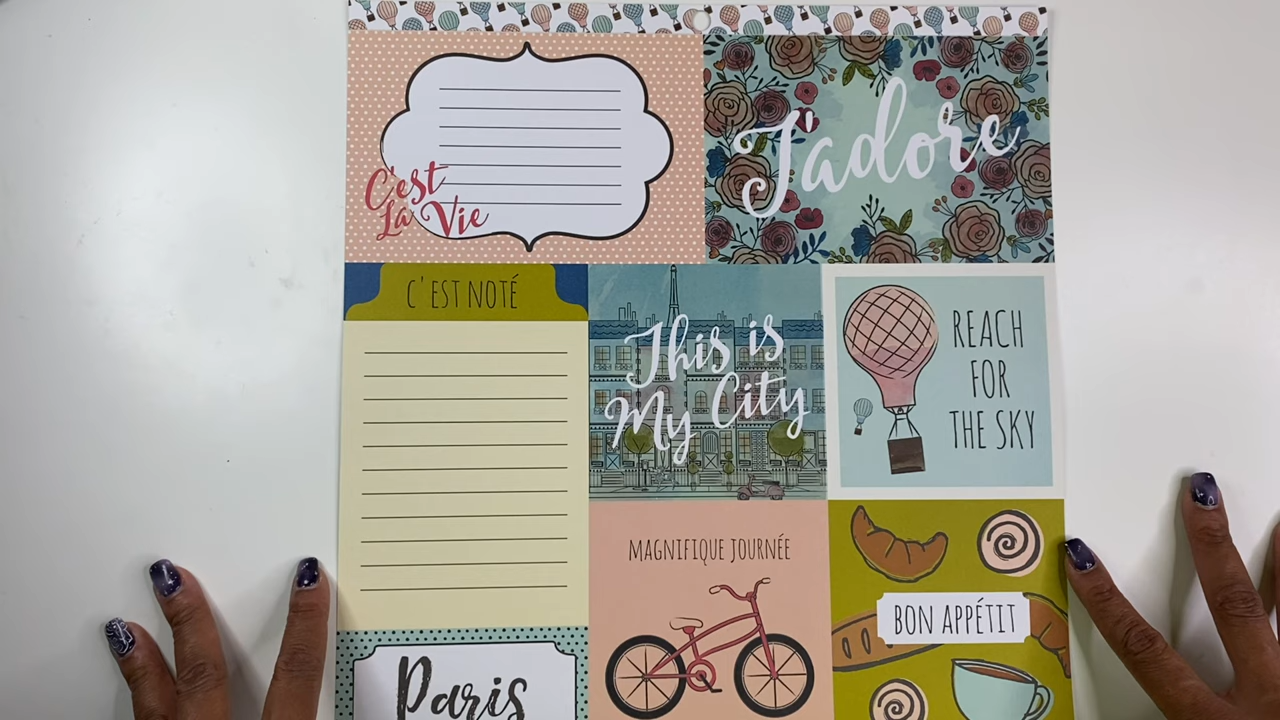 C'est
La Vie
J'adore
C'EST NOTÉ
This is
My City
REACH
FOR
THE SKY
MAGNIFIQUE JOURNÉE
BON APPÉTIT
Paris